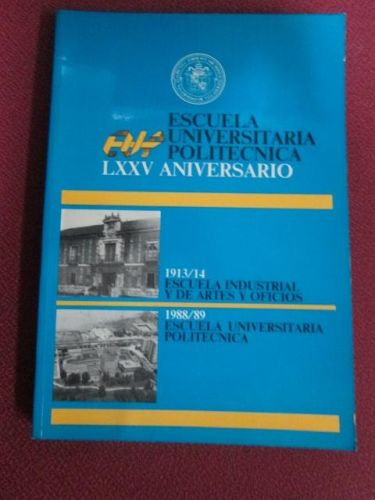 ESCUELA
UNIVERSITARIA
POLITECNICA
LXXV ANIVERSARIO
1913/14
ESCUELA INDUSTRIAL
Y DE ARTES Y OFICIOS
1988/89
ESCUELA UNIVERSITARIA
POLITECNICA